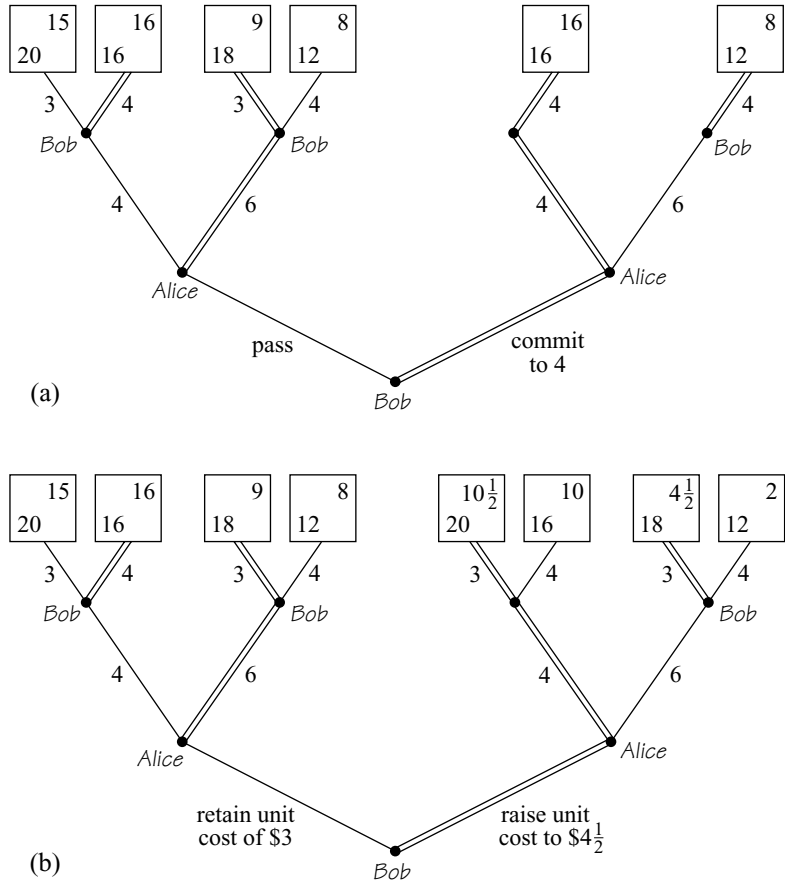 15 16 9 8 16 8
20 16 18 12 16 12
3 4 3 4 4 4
Bob Bob Bob
4 6 4 6
Alice Alice
pass commit
to 4
(a) Bob
15 16 9 8 10½ 10 4½ 2
20 16 18 12 20 16 18 12
3 4 3 4 3 4 3 4
Bob Bob Bob
4 6 4 6
Alice Alice
retain unit raise unit
cost of $3 cost to $4½
(b) Bob